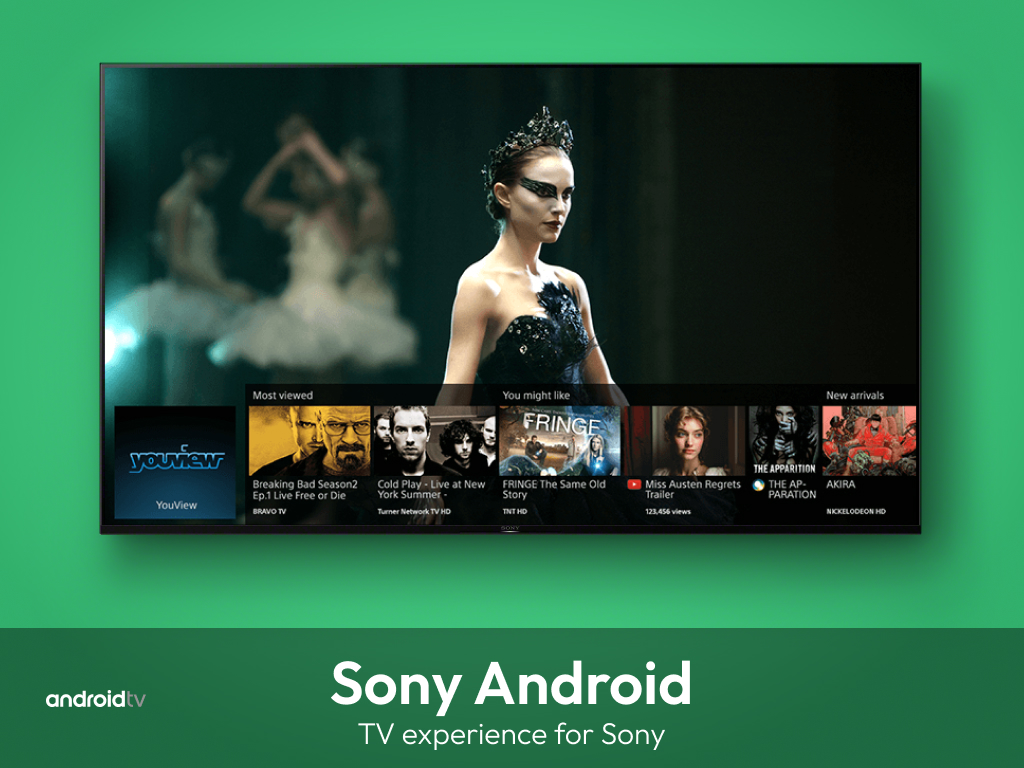 Most viewed
You might like
New arrivals
youview
YouView
Breaking Bad Season2
Ep.1 Live Free or Die
BRAVO TV
Cold Play - Live at New
York Summer -
Turner Network TV HD
FRINGE
FRINGE The Same Old
Story
TNT HD
Miss Austen Regrets
Trailer
123,456 views
THE APPARITION
THE AP-
PARATION
AKIRA
NICKELODEON HD
SONY
androidtv
Sony Android
TV experience for Sony